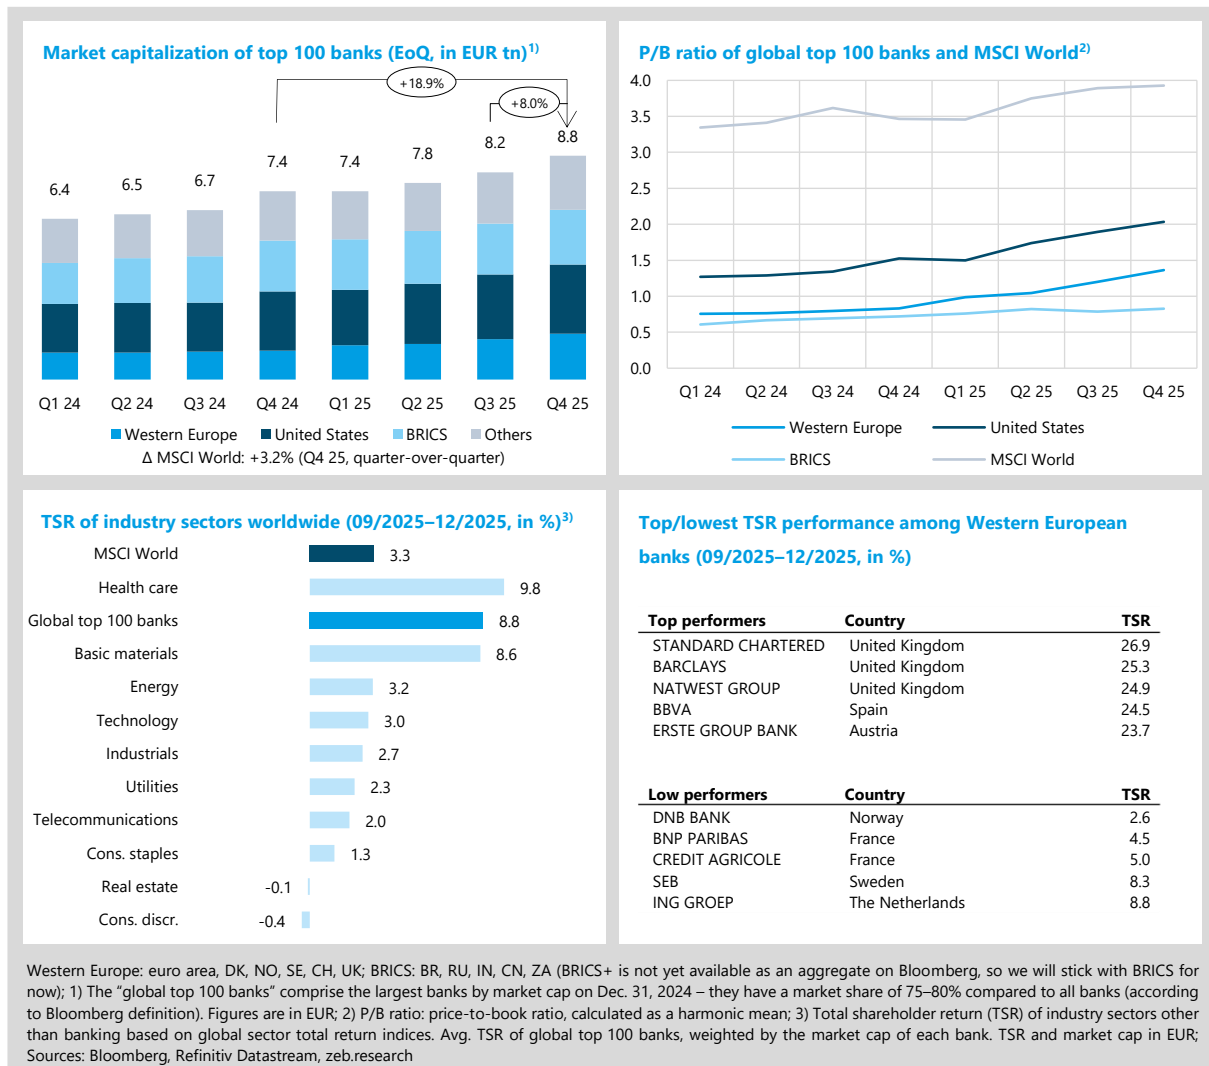 Market capitalization of top 100 banks (EoQ, in EUR tn)1)
+18.9%
+8.0%
6.4
6.5
6.7
7.4
7.4
7.8
8.2
8.8
Q1 24
Q2 24
Q3 24
Q4 24
Q1 25
Q2 25
Q3 25
Q4 25
Western Europe
United States
BRICS
Others
Δ MSCI World: +3.2% (Q4 25, quarter-over-quarter)
P/B ratio of global top 100 banks and MSCI World2)
4.0
3.5
3.0
2.5
2.0
1.5
1.0
0.5
0.0
Q1 24
Q2 24
Q3 24
Q4 24
Q1 25
Q2 25
Q3 25
Q4 25
Western Europe
United States
BRICS
MSCI World
TSR of industry sectors worldwide (09/2025–12/2025, in %)3)
MSCI World 3.3
Health care 9.8
Global top 100 banks 8.8
Basic materials 8.6
Energy 3.2
Technology 3.0
Industrials 2.7
Utilities 2.3
Telecommunications 2.0
Cons. staples 1.3
Real estate -0.1
Cons. discr. -0.4
Top/lowest TSR performance among Western European
banks (09/2025–12/2025, in %)
Top performers Country TSR
STANDARD CHARTERED United Kingdom 26.9
BARCLAYS United Kingdom 25.3
NATWEST GROUP United Kingdom 24.9
BBVA Spain 24.5
ERSTE GROUP BANK Austria 23.7
Low performers Country TSR
DNB BANK Norway 2.6
BNP PARIBAS France 4.5
CREDIT AGRICOLE France 5.0
SEB Sweden 8.3
ING GROEP The Netherlands 8.8
Western Europe: euro area, DK, NO, SE, CH, UK; BRICS: BR, RU, IN, CN, ZA (BRICS+ is not yet available as an aggregate on Bloomberg, so we will stick with BRICS for
now); 1) The “global top 100 banks” comprise the largest banks by market cap on Dec. 31, 2024 – they have a market share of 75–80% compared to all banks (according
to Bloomberg definition). Figures are in EUR; 2) P/B ratio: price-to-book ratio, calculated as a harmonic mean; 3) Total shareholder return (TSR) of industry sectors other
than banking based on global sector total return indices. Avg. TSR of global top 100 banks, weighted by the market cap of each bank. TSR and market cap in EUR;
Sources: Bloomberg, Refinitiv Datastream, zeb.research